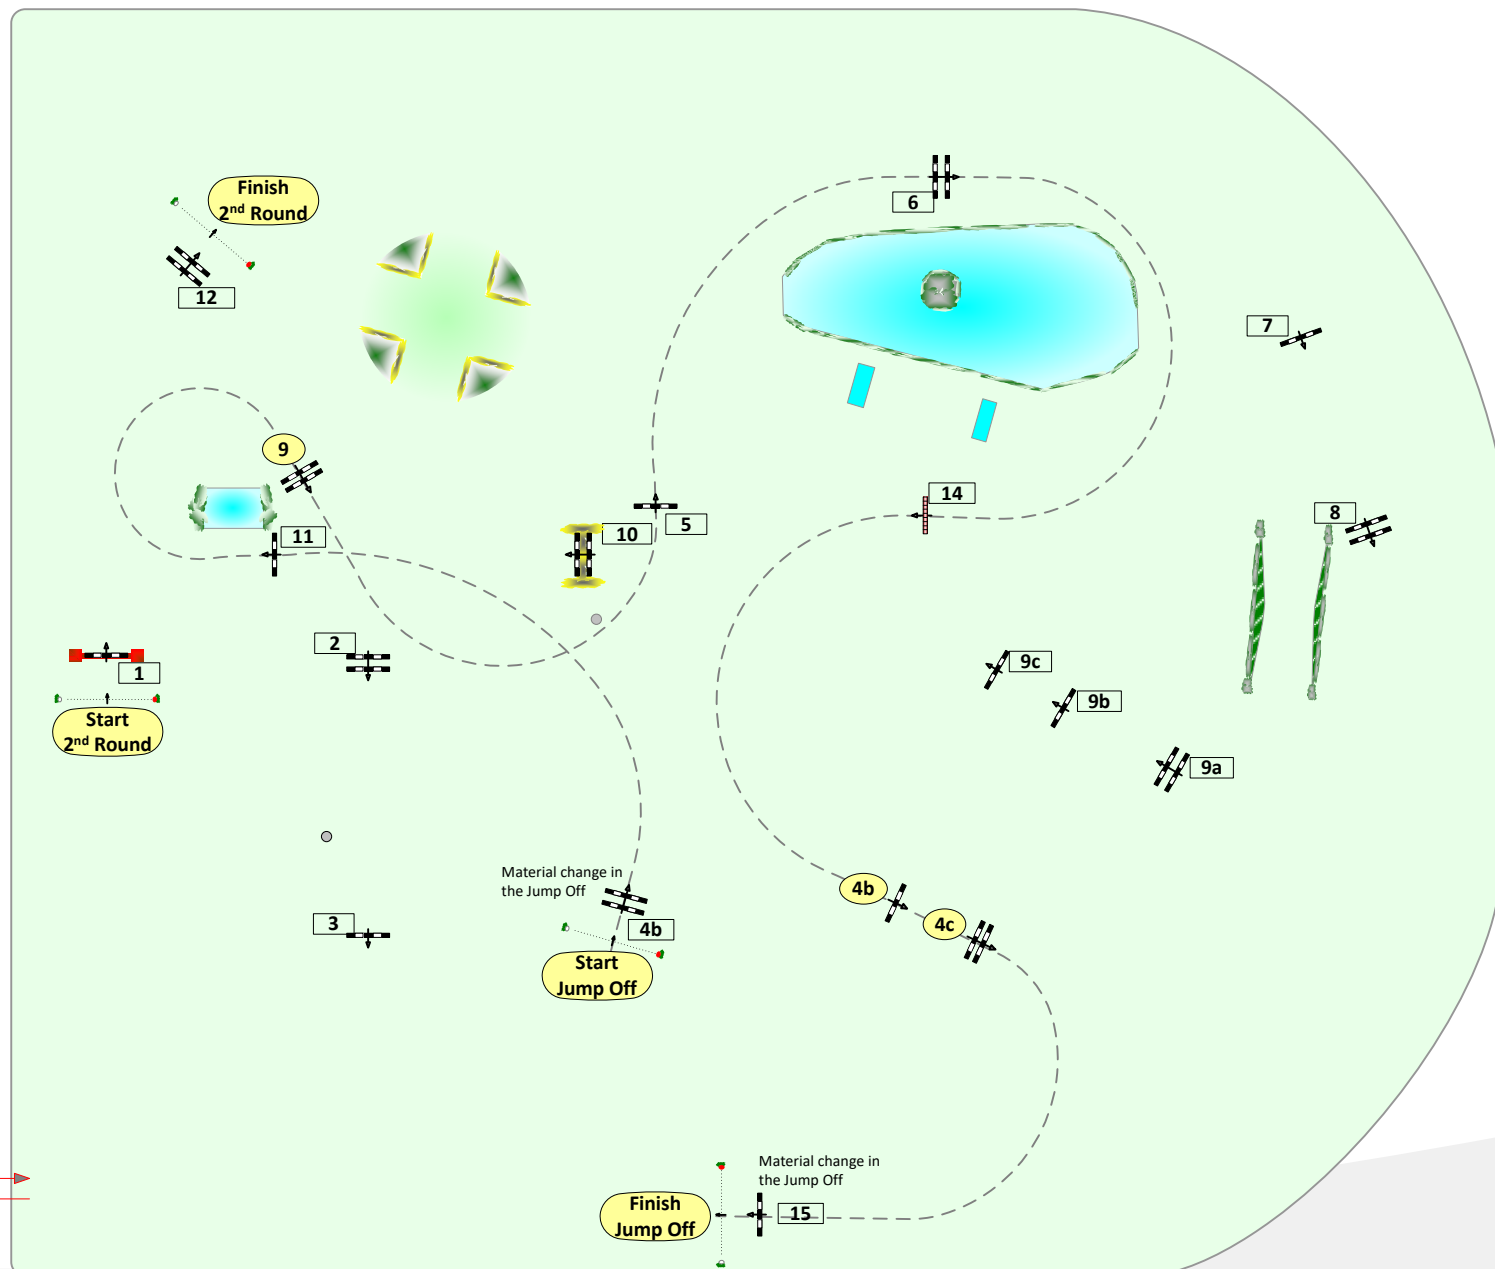 Finish
2nd Round
12
6
7
9
14
8
10
5
11
2
1
9c
Start
2nd Round
9b
9a
Material change in
the Jump Off
4b
3
4b
4c
Start
Jump Off
Material change in
the Jump Off
Finish
Jump Off
15